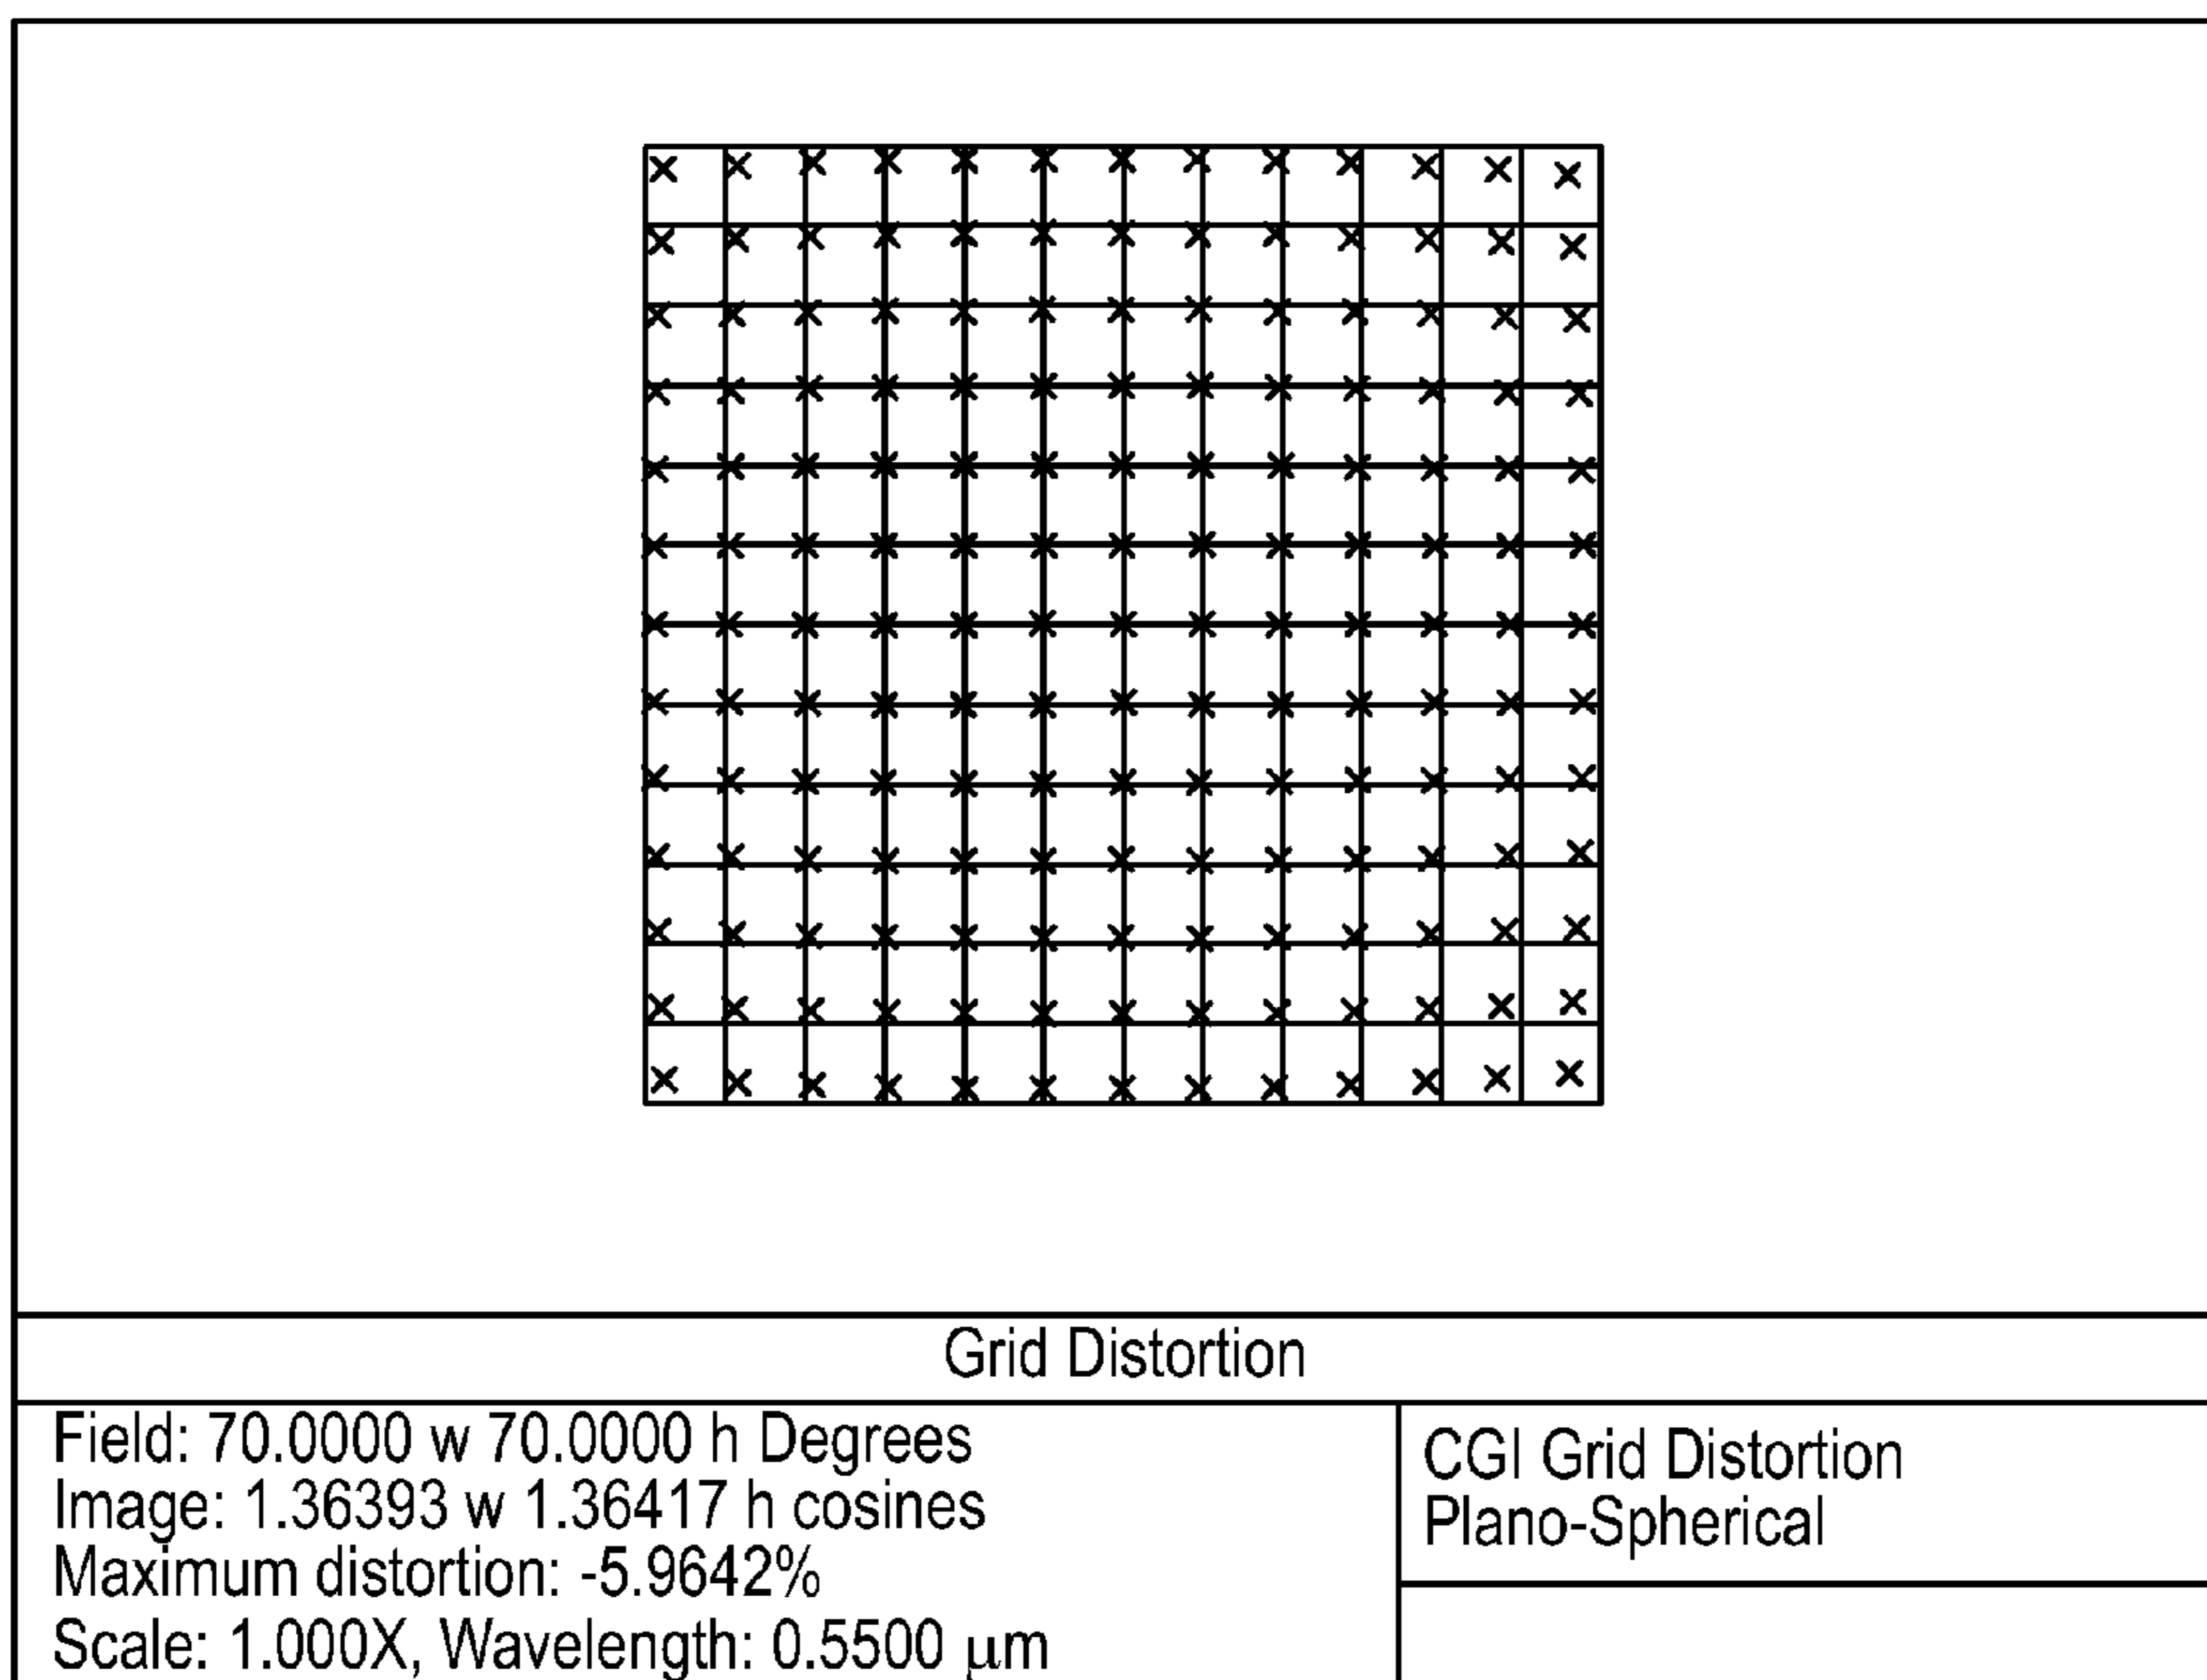 Grid Distortion
Field: 70.0000 w 70.0000 h Degrees
Image: 1.36393 w 1.36417 h cosines
Maximum distortion: -5.9642%
Scale: 1.000X, Wavelength: 0.5500 μm
CGI Grid Distortion
Plano-Spherical